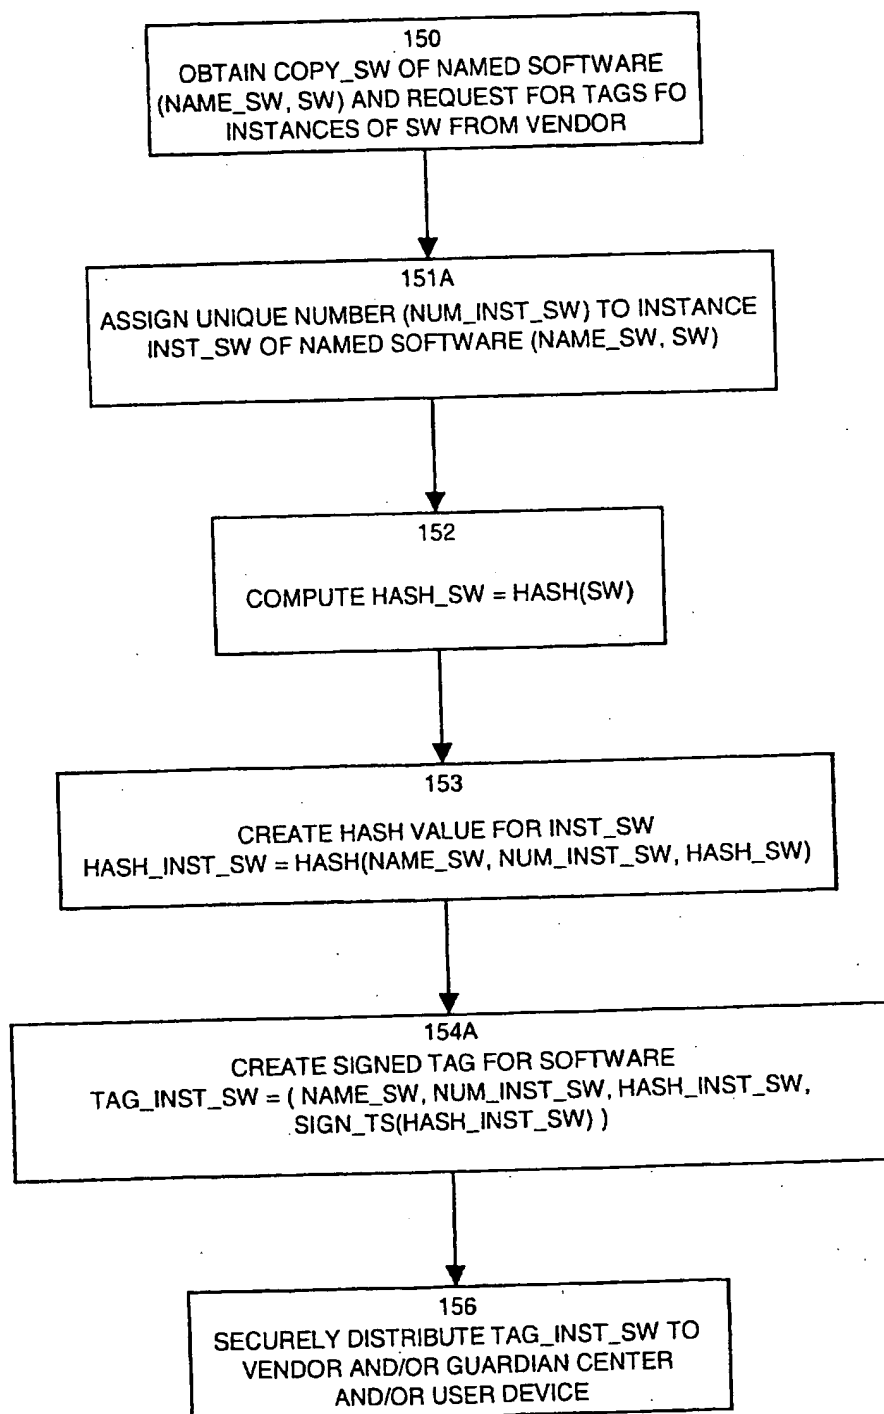 150
OBTAIN COPY_SW OF NAMED SOFTWARE
(NAME_SW, SW) AND REQUEST FOR TAGS FO
INSTANCES OF SW FROM VENDOR
151A
ASSIGN UNIQUE NUMBER (NUM_INST_SW) TO INSTANCE
INST_SW OF NAMED SOFTWARE (NAME_SW, SW)
152
COMPUTE HASH_SW = HASH(SW)
153
CREATE HASH VALUE FOR INST_SW
HASH_INST_SW = HASH(NAME_SW, NUM_INST_SW, HASH_SW)
154A
CREATE SIGNED TAG FOR SOFTWARE
TAG_INST_SW = ( NAME_SW, NUM_INST_SW, HASH_INST_SW,
SIGN_TS(HASH_INST_SW) )
156
SECURELY DISTRIBUTE TAG_INST_SW TO
VENDOR AND/OR GUARDIAN CENTER
AND/OR USER DEVICE